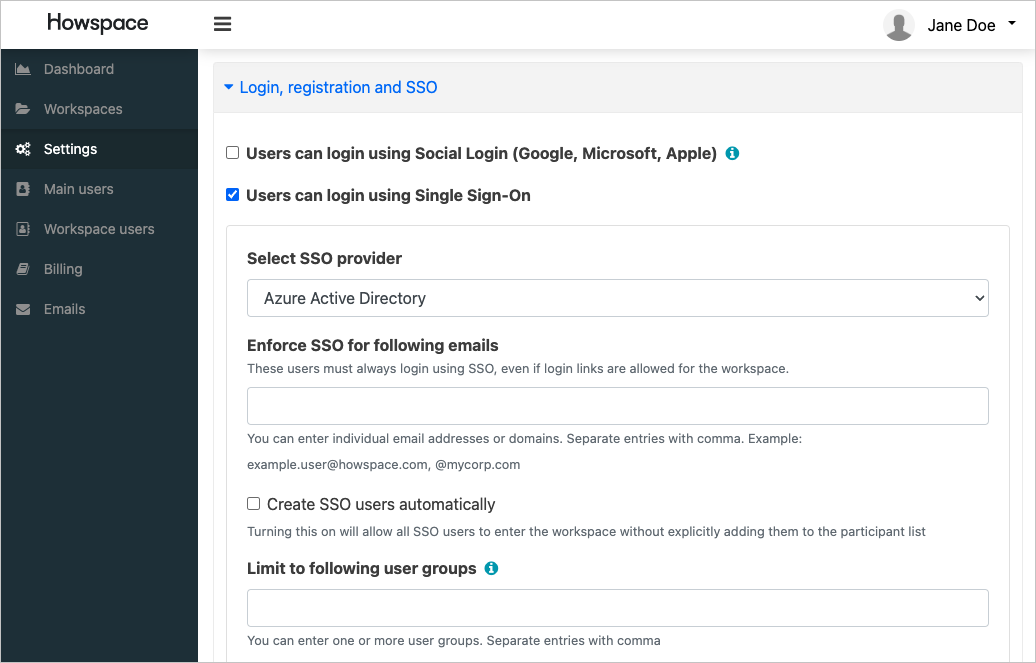 Howspace
Jane Doe
Dashboard
Workspaces
Settings
Main users
Workspace users
Billing
Emails
Login, registration and SSO
Users can login using Social Login (Google, Microsoft, Apple)
Users can login using Single Sign-On
Select SSO provider
Azure Active Directory
Enforce SSO for following emails
These users must always login using SSO, even if login links are allowed for the workspace.
You can enter individual email addresses or domains. Separate entries with comma. Example:
example.user@howspace.com, @mycorp.com
Create SSO users automatically
Turning this on will allow all SSO users to enter the workspace without explicitly adding them to the participant list
Limit to following user groups
You can enter one or more user groups. Separate entries with comma